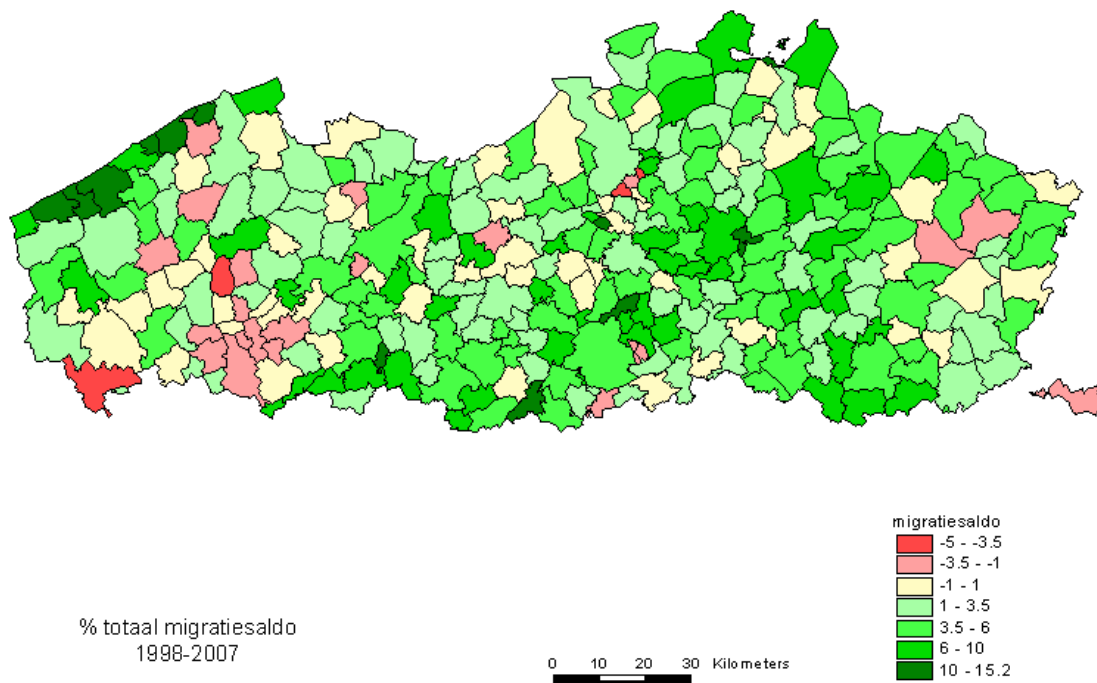 migratiesaldo
-5 - -3.5
-3.5 - -1
-1 - 1
1 - 3.5
3.5 - 6
6 - 10
10 - 15.2
% totaal migratiesaldo
1998-2007
0 10 20 30 Kilometers